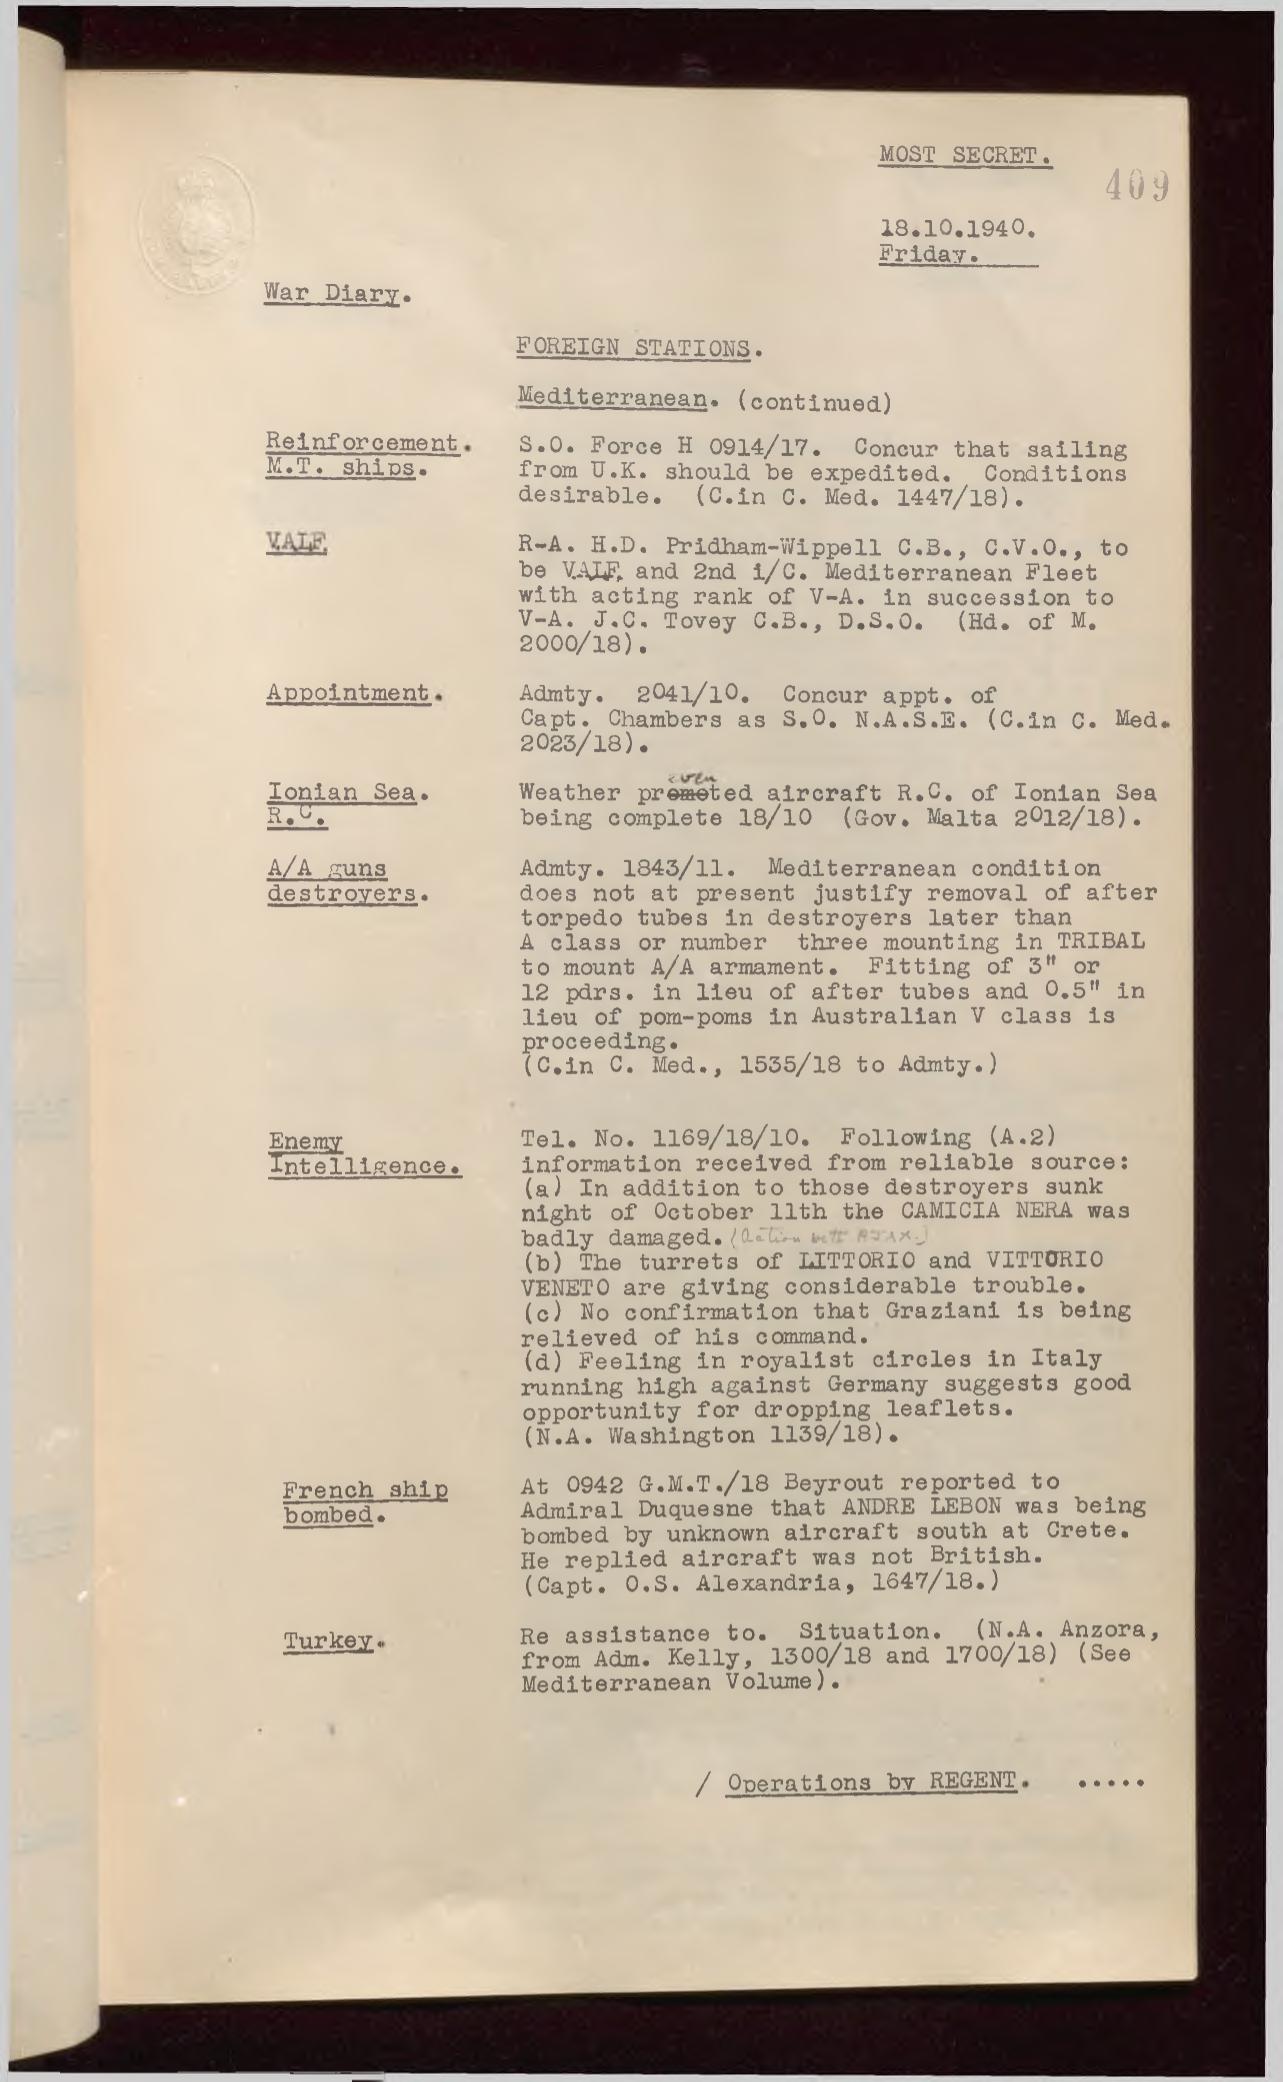 MOST SECRET.
409
18.10.1940.
Friday.
War Diary.
FOREIGN STATIONS.
Mediterranean. (continued)
Reinforcement.
M.T. ships.
S.O. Force H 0914/17. Concur that sailing
from U.K. should be expedited. Conditions
desirable. (C.in C. Med. 1447/18).
V.A.L.F.
R-A. H.D. Pridham-Wippell C.B., C.V.O., to
be V.A.L.F. and 2nd i/C. Mediterranean Fleet
with acting rank of V-A. in succession to
V-A. J.C. Tovey C.B., D.S.O. (Hd. of M.
2000/18).
Appointment.
Admty. 2041/10. Concur appt. of
Capt. Chambers as S.O. N.A.S.E. (C.in C. Med.
2023/18).
Ionian Sea.
R.C.
even
Weather prometed aircraft R.C. of Ionian Sea
being complete 18/10 (Gov. Malta 2012/18).
A/A guns
destroyers.
Admty. 1843/11. Mediterranean condition
does not at present justify removal of after
torpedo tubes in destroyers later than
A class or number three mounting in TRIBAL
to mount A/A armament. Fitting of 3" or
12 pdrs. in lieu of after tubes and 0.5" in
lieu of pom-poms in Australian V class is
proceeding.
(C.in C. Med., 1535/18 to Admty.)
Enemy
Intelligence.
Tel. No. 1169/18/10. Following (A.2)
information received from reliable source:
(a) In addition to those destroyers sunk
night of October 11th the CAMICIA NERA was
badly damaged. (Action with AJAX.)
(b) The turrets of LITTORIO and VITTORIO
VENETO are giving considerable trouble.
(c) No confirmation that Graziani is being
relieved of his command.
(d) Feeling in royalist circles in Italy
running high against Germany suggests good
opportunity for dropping leaflets.
(N.A. Washington 1139/18).
French ship
bombed.
At 0942 G.M.T./18 Beyrout reported to
Admiral Duquesne that ANDRE LEBON was being
bombed by unknown aircraft south at Crete.
He replied aircraft was not British.
(Capt. O.S. Alexandria, 1647/18.)
Turkey.
Re assistance to. Situation. (N.A. Anzora,
from Adm. Kelly, 1300/18 and 1700/18) (See
Mediterranean Volume).
/ Operations by REGENT. .....